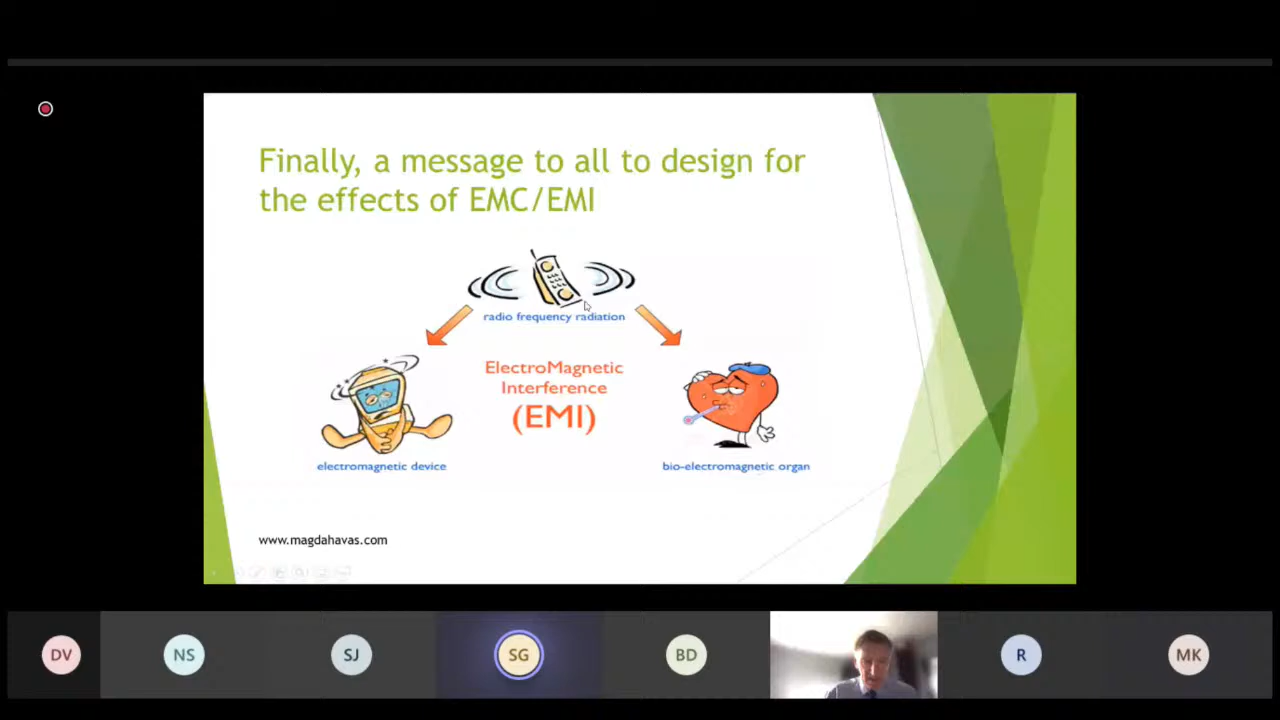 Finally, a message to all to design for
the effects of EMC/EMI
radio frequency radiation
ElectroMagnetic
Interference
(EMI)
electromagnetic device
bio-electromagnetic organ
www.magdahavas.com
DV
NS
SJ
SG
BD
R
MK